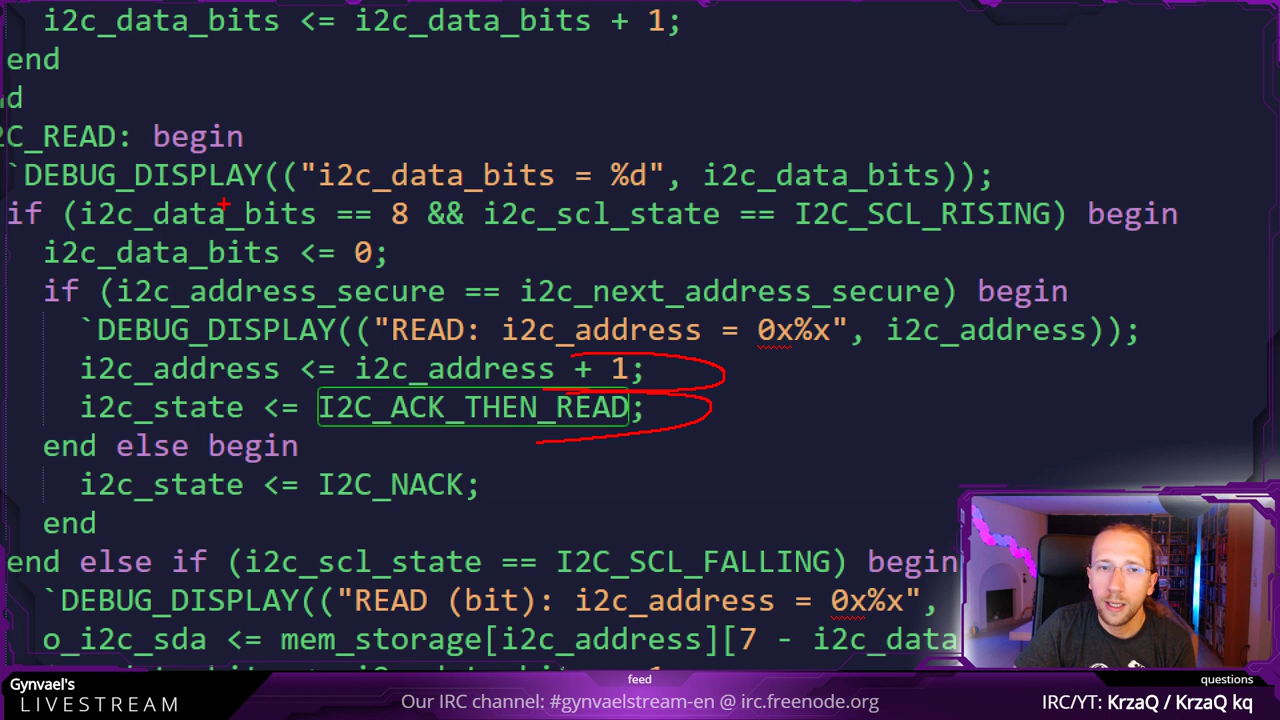 i2c_data_bits <= i2c_data_bits + 1;
end
d
C_READ: begin
`DEBUG_DISPLAY(("i2c_data_bits = %d", i2c_data_bits));
if (i2c_data_bits == 8 && i2c_scl_state == I2C_SCL_RISING) begin
i2c_data_bits <= 0;
if (i2c_address_secure == i2c_next_address_secure) begin
`DEBUG_DISPLAY(("READ: i2c_address = 0x%x", i2c_address));
i2c_address <= i2c_address + 1;
i2c_state <= I2C_ACK_THEN_READ;
end else begin
i2c_state <= I2C_NACK;
end
end else if (i2c_scl_state == I2C_SCL_FALLING) begin
`DEBUG_DISPLAY(("READ (bit): i2c_address = 0x%x",
o_i2c_sda <= mem_storage[i2c_address][7 - i2c_data
Gynvael's
LIVESTREAM
feed
Our IRC channel: #gynvaelstream-en @ irc.freenode.org
questions
IRC/YT: KrzaQ / KrzaQ kq